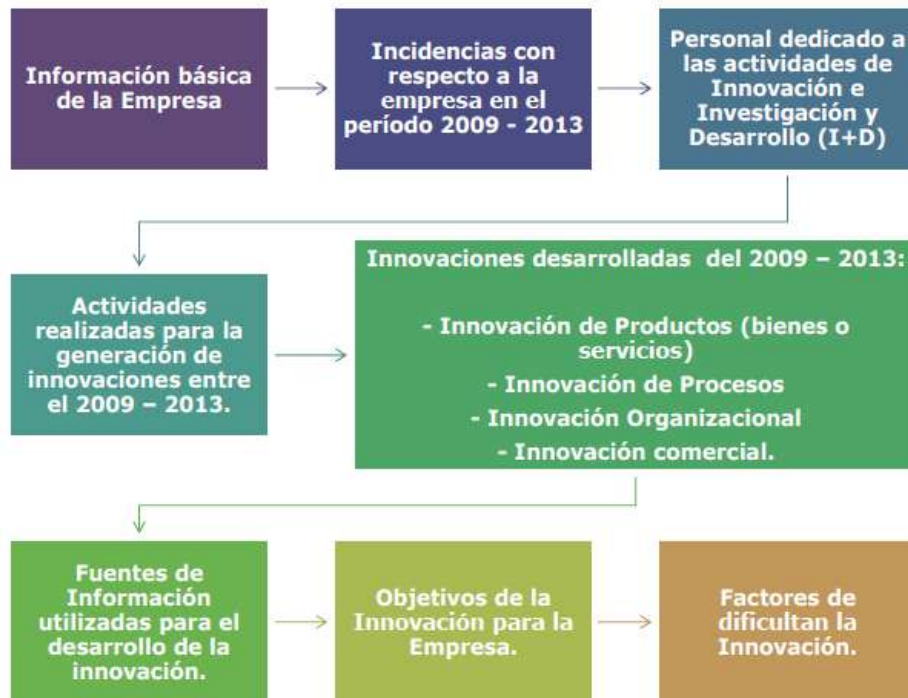 Información básica
de la Empresa
Incidencias con
respecto a la
empresa en el
período 2009 - 2013
Personal dedicado a
las actividades de
Innovación e
Investigación y
Desarrollo (I+D)
Actividades
realizadas para la
generación de
innovaciones entre
el 2009 – 2013.
Innovaciones desarrolladas del 2009 – 2013:
- Innovación de Productos (bienes o
servicios)
- Innovación de Procesos
- Innovación Organizacional
- Innovación comercial.
Fuentes de
Información
utilizadas para el
desarrollo de la
innovación.
Objetivos de la
Innovación para la
Empresa.
Factores de
dificultan la
Innovación.